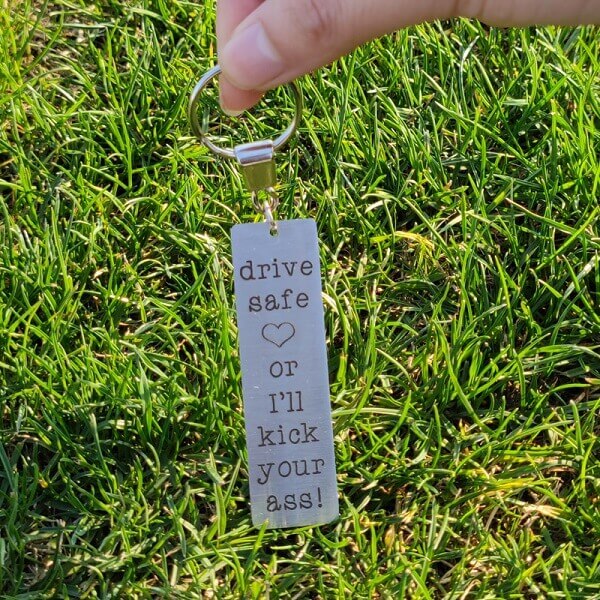 drive
safe
♡
or
I'll
kick
your
ass!